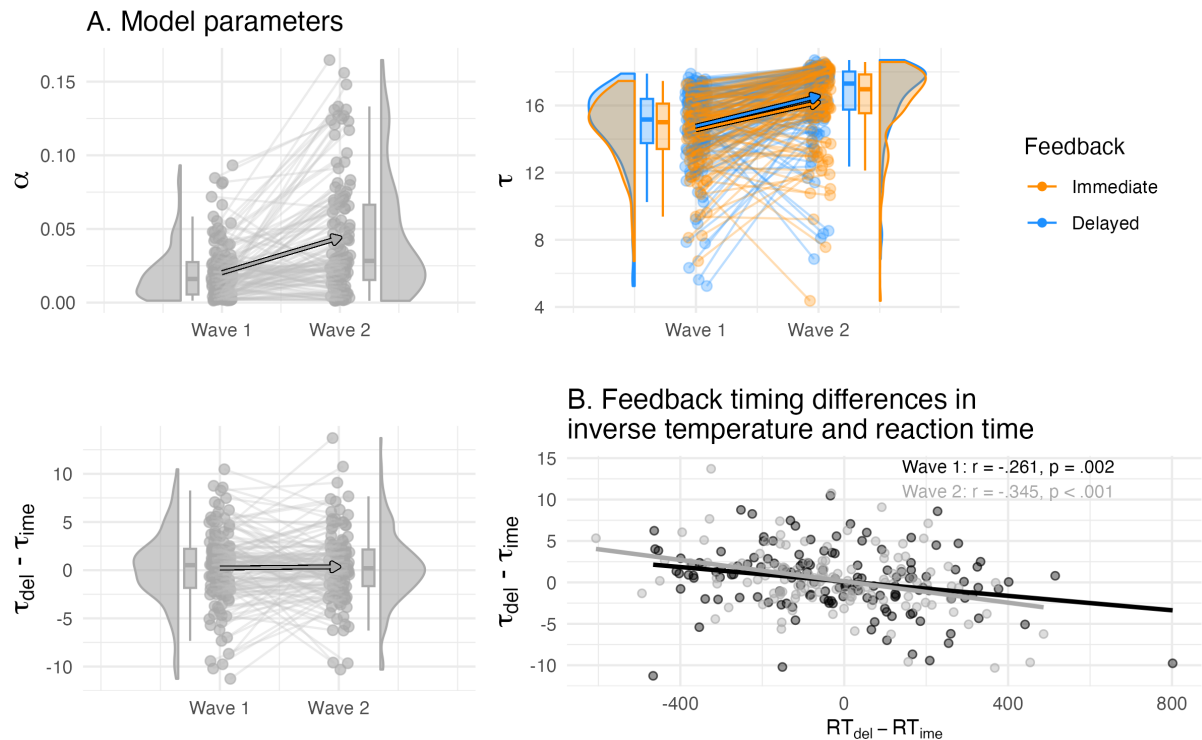 A. Model parameters
α
0.15
0.10
0.05
0.00
Wave 1
Wave 2
τ
16
12
8
4
Wave 1
Wave 2
Feedback
Immediate
Delayed
τdel - τime
10
5
0
-5
-10
Wave 1
Wave 2
B. Feedback timing differences in
inverse temperature and reaction time
Wave 1: r = -.261, p = .002
Wave 2: r = -.345, p < .001
τdel - τime
15
10
5
0
-5
-10
-400
0
400
800
RTdel – RTime